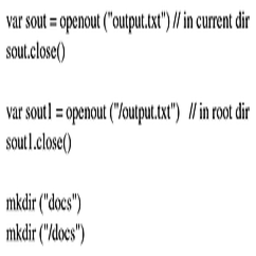 var sout = openout ("output.txt") // in current dir
sout.close()
var sout1 = openout ("/output.txt") // in root dir
sout1.close()
mkdir ("docs")
mkdir ("/docs")